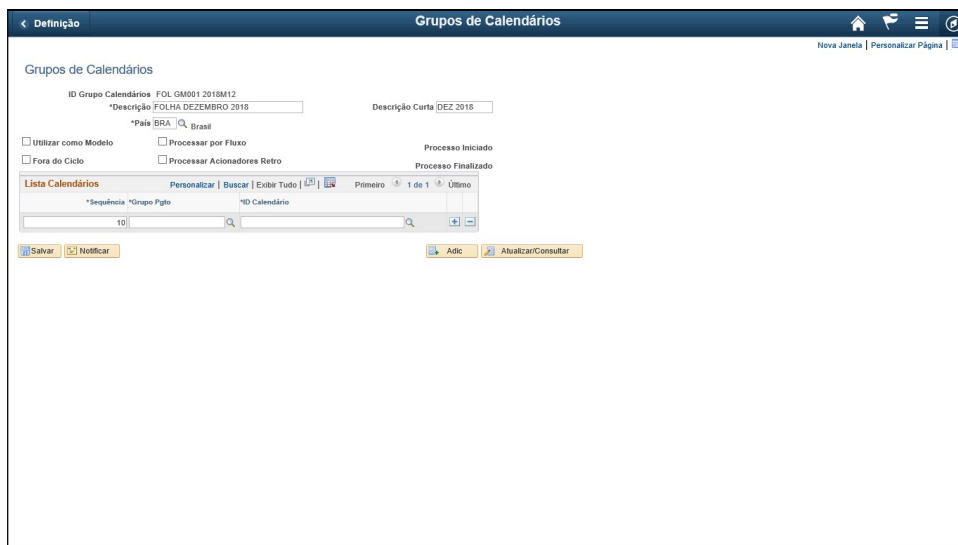 Definição
Grupos de Calendários
Nova Janela | Personalizar Página |
Grupos de Calendários
ID Grupo Calendários FOL GM001 2018M12
*Descrição FOLHA DEZEMBRO 2018 Descrição Curta DEZ 2018
*País BRA Brasil
Utilizar como Modelo Processar por Fluxo Processo Iniciado
Fora do Ciclo Processar Acionadores Retro Processo Finalizado
Lista Calendários Personalizar | Buscar | Exibir Tudo | | Primeiro 1 de 1 Último
*Sequência *Grupo Pgto *ID Calendário
10
Salvar Notificar Adic Atualizar/Consultar